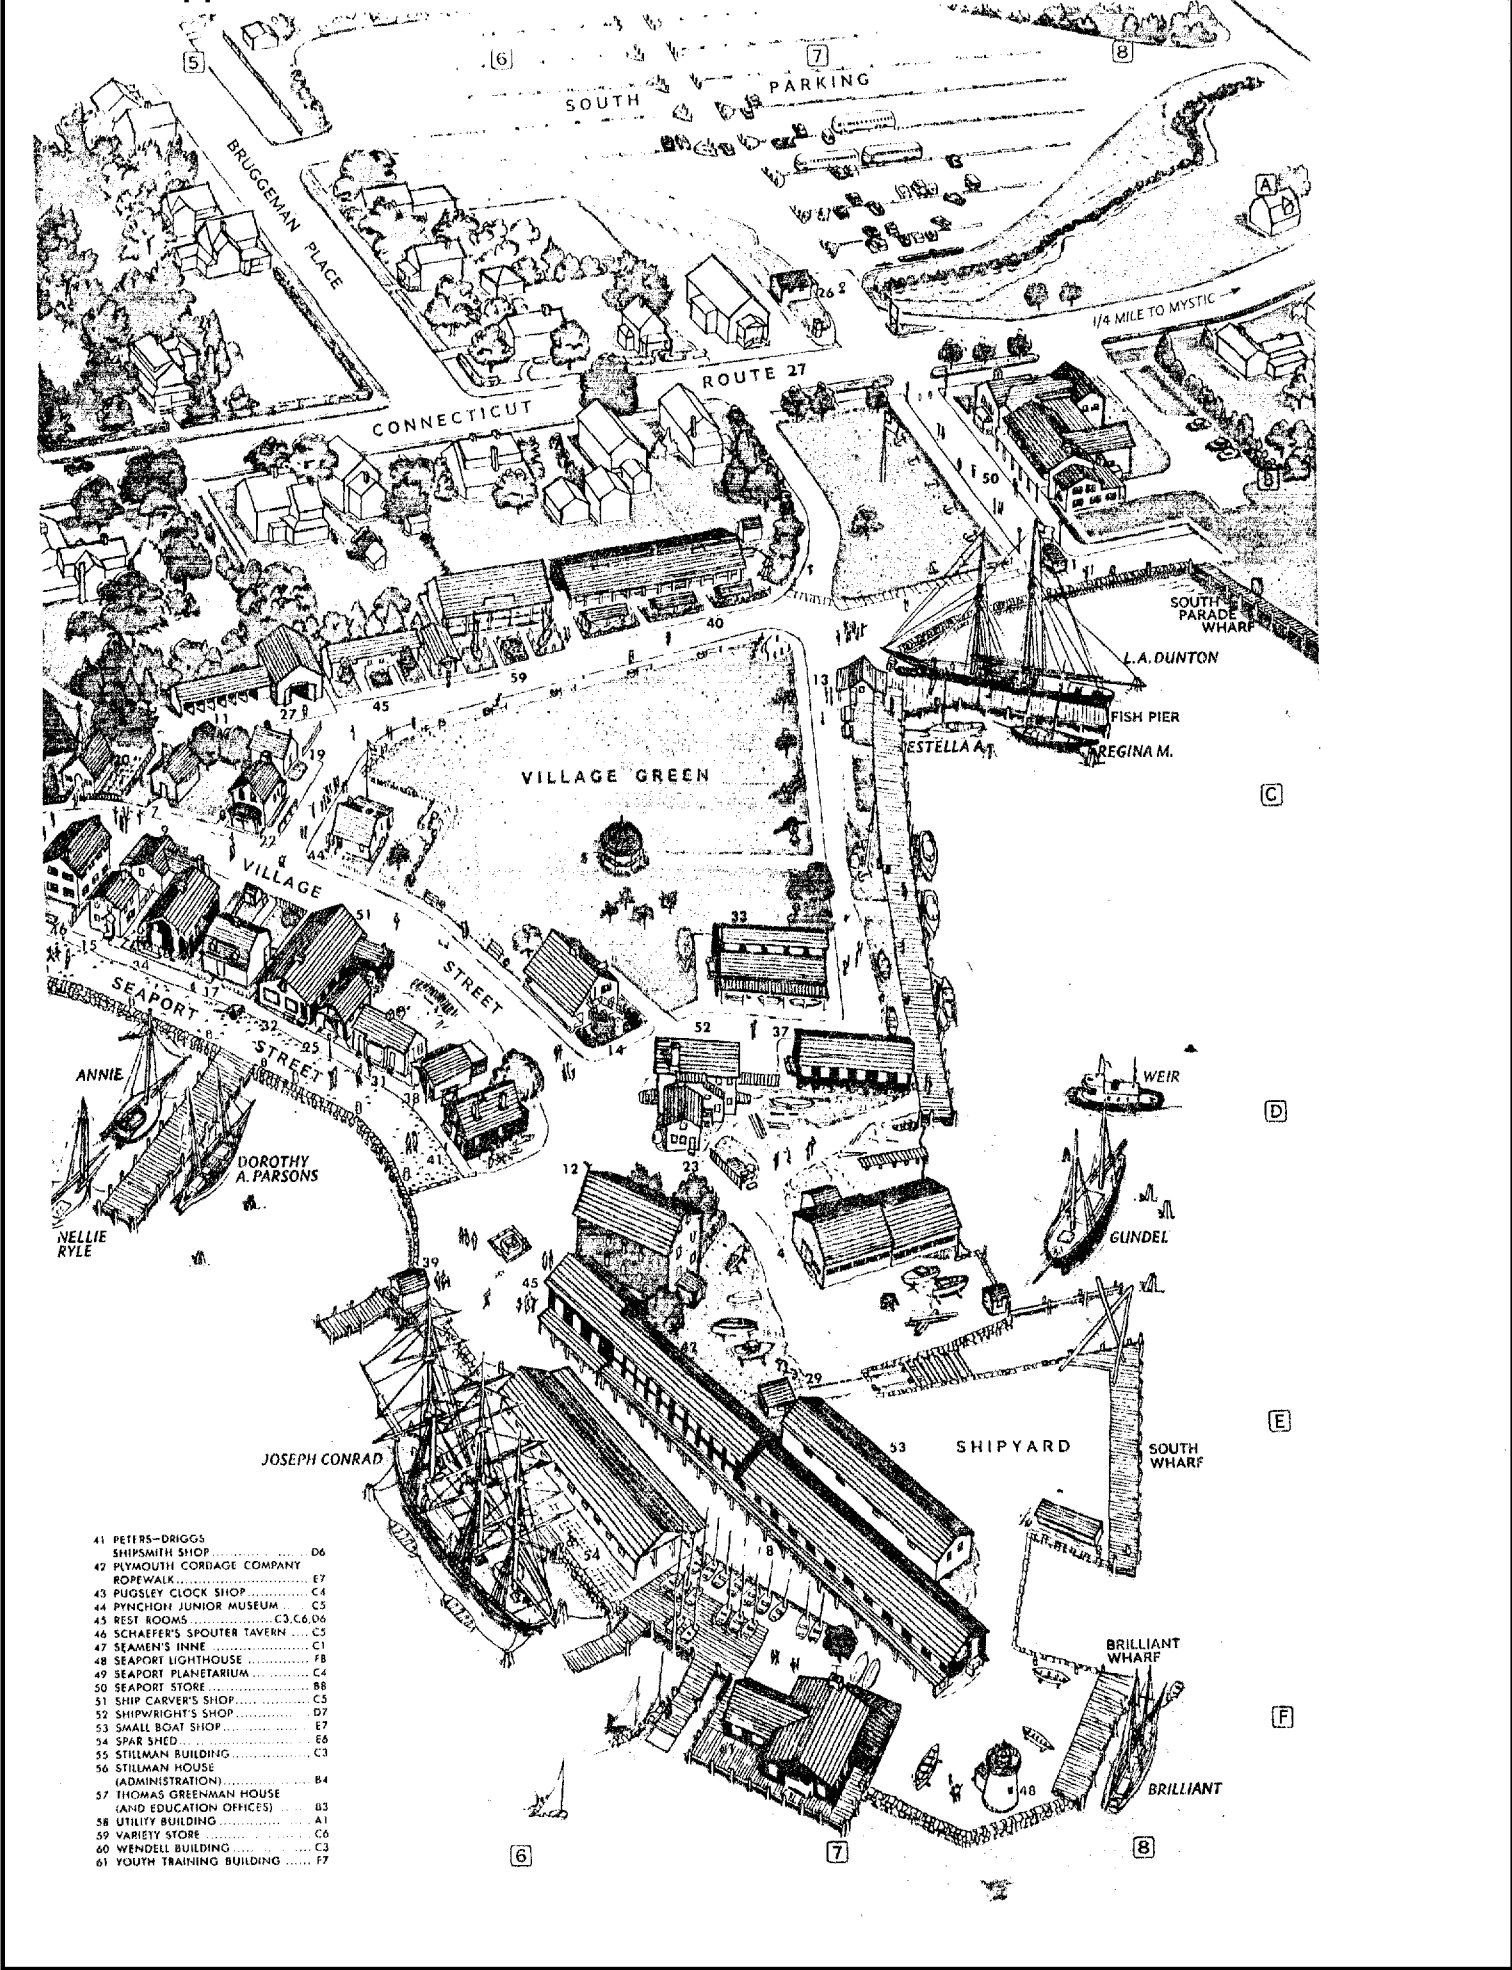 5
6
7
8
SOUTH PARKING
BRUGGEMAN PLACE
A
26
1/4 MILE TO MYSTIC
CONNECTICUT ROUTE 27
50
B
SOUTH
PARADE
WHARF
40
L.A. DUNTON
59
13
45
27
11
FISH PIER
ESTELLA A.
REGINA M.
19
20
VILLAGE GREEN
C
7
9
22
44
VILLAGE STREET
51
33
15
34
17
SEAPORT STREET
32
25
52
37
14
31
38
ANNIE
WEIR
D
41
DOROTHY
A. PARSONS
12
23
NELLIE
RYLE
4
GUNDEL
39
45
42
29
53
SHIPYARD
E
SOUTH
WHARF
JOSEPH CONRAD
54
8
41 PETERS-DRIGGS
SHIPSMITH SHOP .................. D6
42 PLYMOUTH CORDAGE COMPANY
ROPEWALK ........................ E7
43 PUGSLEY CLOCK SHOP ............. C4
44 PYNCHON JUNIOR MUSEUM .... C5
45 REST ROOMS ................ C3,C6,D6
46 SCHAEFER'S SPOUTER TAVERN .... C5
47 SEAMEN'S INNE .................. C1
48 SEAPORT LIGHTHOUSE ............. F8
49 SEAPORT PLANETARIUM ............ C4
50 SEAPORT STORE .................. B8
51 SHIP CARVER'S SHOP ............. C5
52 SHIPWRIGHT'S SHOP .............. D7
53 SMALL BOAT SHOP ................ E7
54 SPAR SHED ...................... E6
55 STILLMAN BUILDING .............. C3
56 STILLMAN HOUSE
(ADMINISTRATION) ................ B4
57 THOMAS GREENMAN HOUSE
(AND EDUCATION OFFICES) ..... B3
58 UTILITY BUILDING ............... A1
59 VARIETY STORE .................. C6
60 WENDELL BUILDING ............... C3
61 YOUTH TRAINING BUILDING ...... F7
BRILLIANT
WHARF
F
48
BRILLIANT
6
7
8